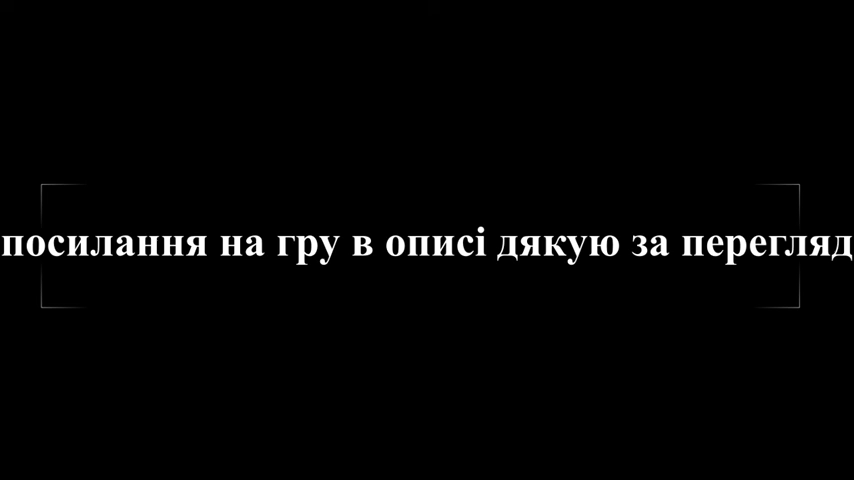 посилання на гру в описі дякую за перегляд